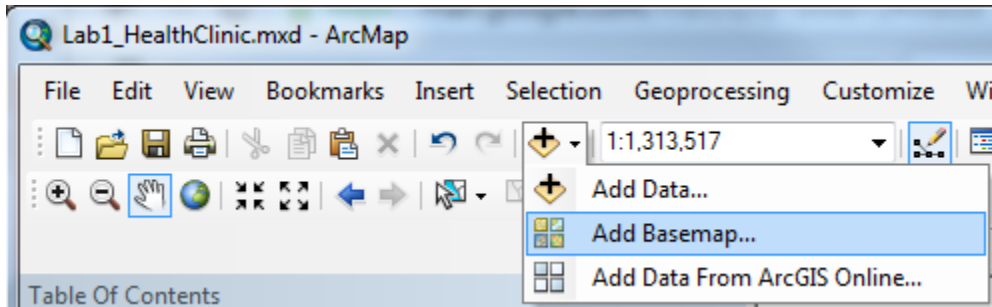 Lab1_HealthClinic.mxd - ArcMap
File Edit View Bookmarks Insert Selection Geoprocessing Customize Wi
1:1,313,517
Add Data...
Add Basemap...
Add Data From ArcGIS Online...
Table Of Contents